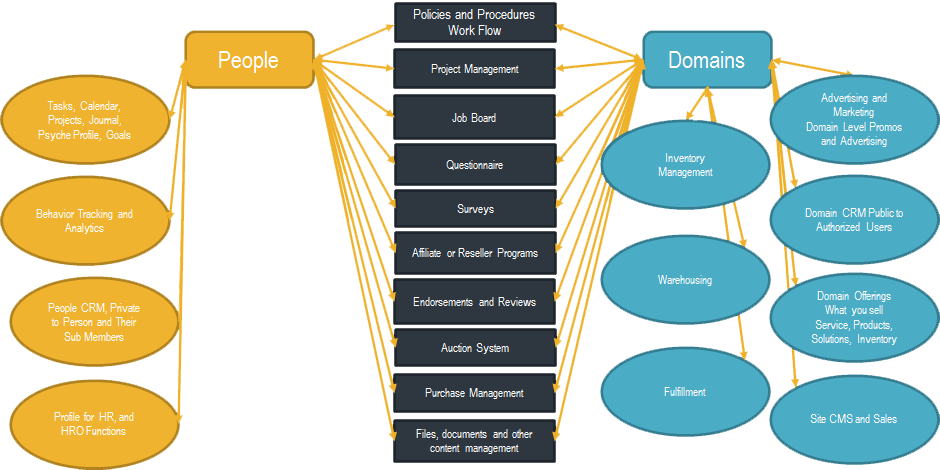 People
Tasks, Calendar,
Projects, Journal,
Psyche Profile, Goals
Behavior Tracking and
Analytics
People CRM, Private
to Person and Their
Sub Members
Profile for HR, and
HRO Functions
Policies and Procedures
Work Flow
Project Management
Job Board
Questionnaire
Surveys
Affiliate or Reseller Programs
Endorsements and Reviews
Auction System
Purchase Management
Files, documents and other
content management
Domains
Inventory
Management
Warehousing
Fulfillment
Advertising and
Marketing
Domain Level Promos
and Advertising
Domain CRM Public to
Authorized Users
Domain Offerings
What you sell
Service, Products,
Solutions, Inventory
Site CMS and Sales